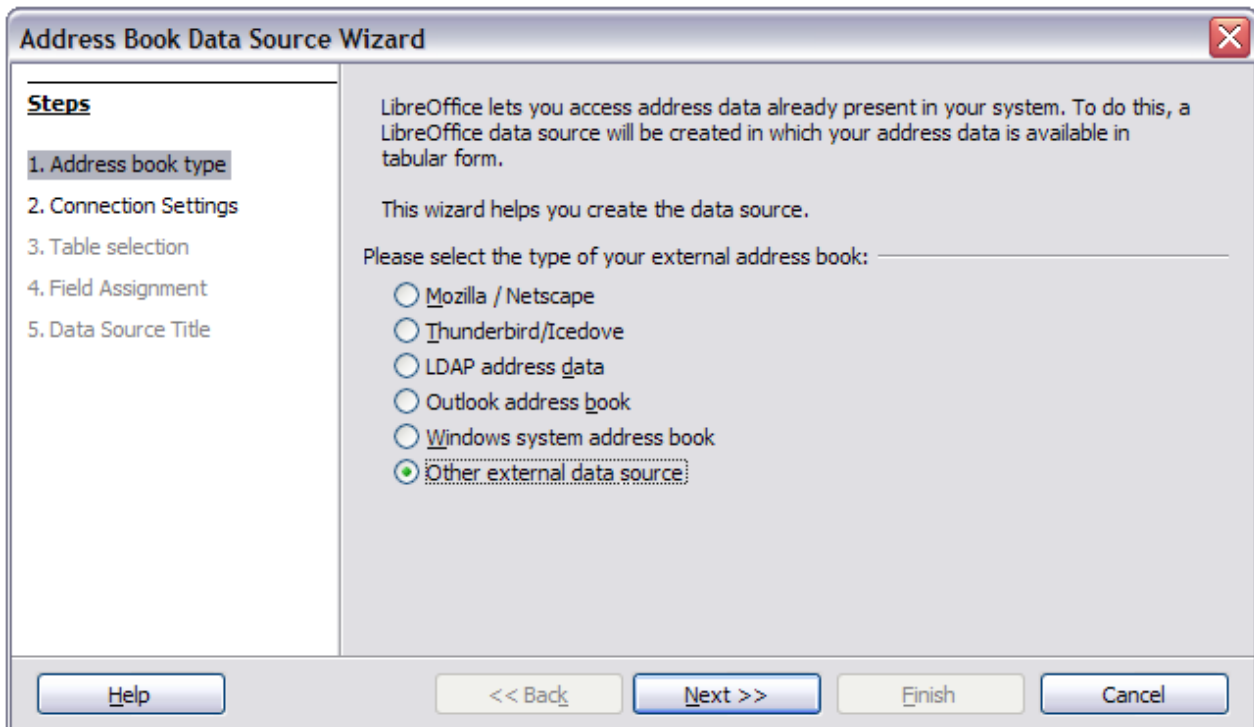 Address Book Data Source Wizard
Steps
1. Address book type
2. Connection Settings
3. Table selection
4. Field Assignment
5. Data Source Title
LibreOffice lets you access address data already present in your system. To do this, a
LibreOffice data source will be created in which your address data is available in
tabular form.
This wizard helps you create the data source.
Please select the type of your external address book:
Mozilla / Netscape
Thunderbird/Icedove
LDAP address data
Outlook address book
Windows system address book
Other external data source
Help
<< Back
Next >>
Finish
Cancel